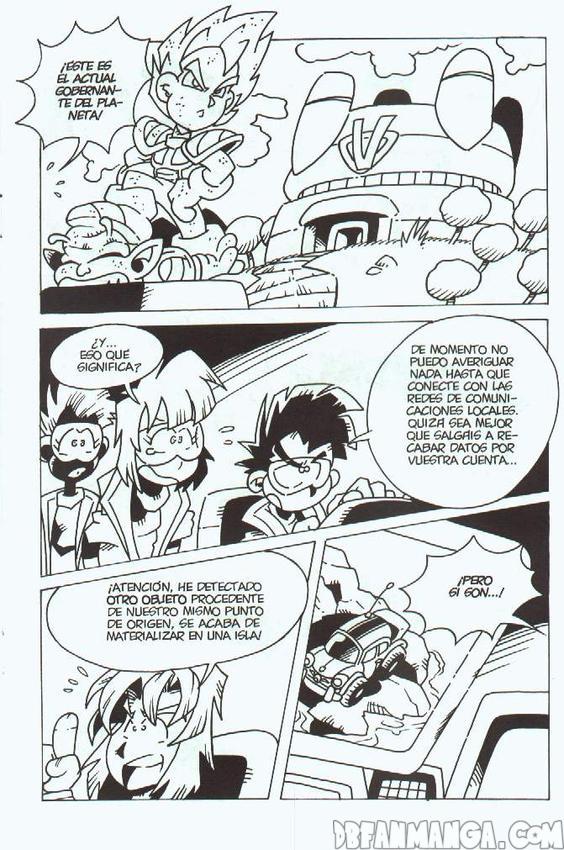 ¡ESTE ES
EL ACTUAL
GOBERNAN-
TE DEL PLA-
NETA!
V
¿Y...
ESO QUE
SIGNIFICA?
DE MOMENTO NO
PUEDO AVERIGUAR
NADA HASTA QUE
CONECTE CON LAS
REDES DE COMUNI-
CACIONES LOCALES.
QUIZÁ SEA MEJOR
QUE SALGÁIS A RE-
CABAR DATOS POR
VUESTRA CUENTA...
¡ATENCIÓN, HE DETECTADO
OTRO OBJETO PROCEDENTE
DE NUESTRO MISMO PUNTO
DE ORIGEN, SE ACABA DE
MATERIALIZAR EN UNA ISLA!
¡PERO
SI SON...!
DBFANMANGA.COM